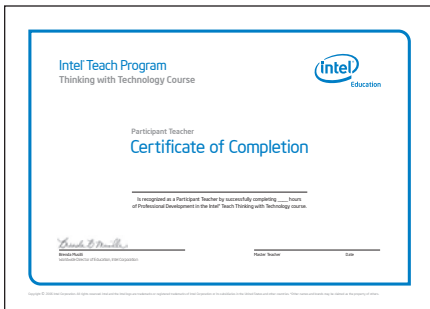 Intel® Teach Program
Thinking with Technology Course
intel
Education
Participant Teacher
Certificate of Completion
Is recognized as a Participant Teacher by successfully completing ____ hours
of Professional Development in the Intel® Teach Thinking with Technology course.
Master Teacher
Date